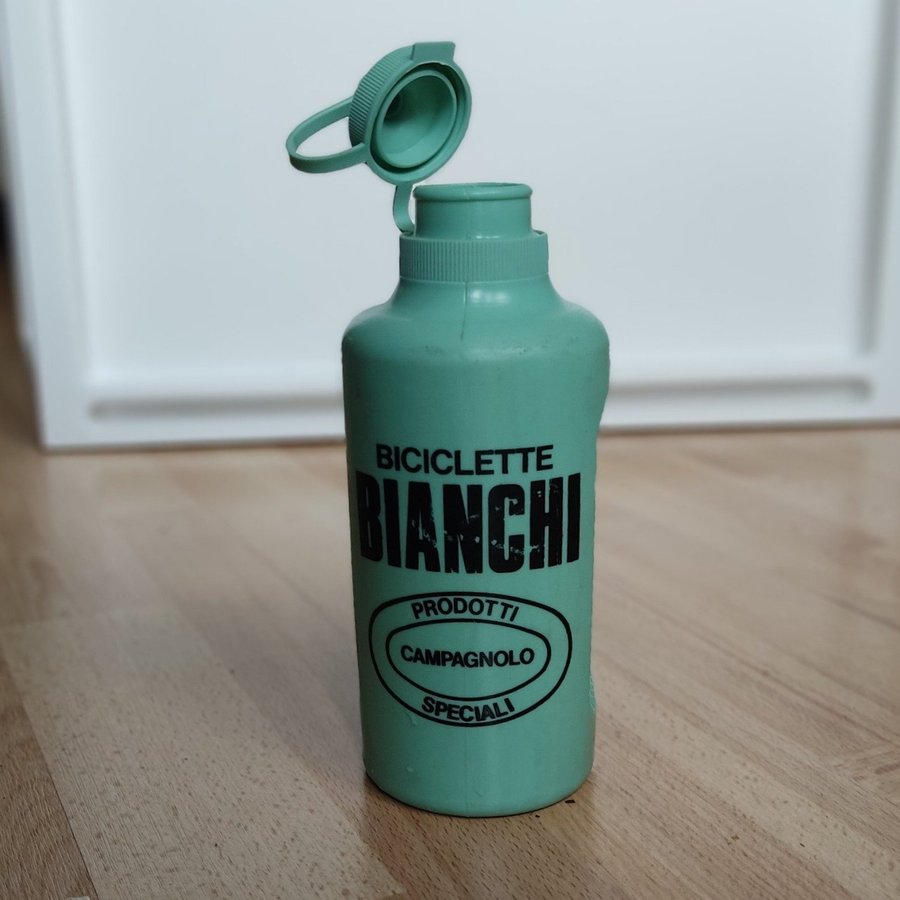 BICICLETTE
BIANCHI
PRODOTTI
CAMPAGNOLO
SPECIALI